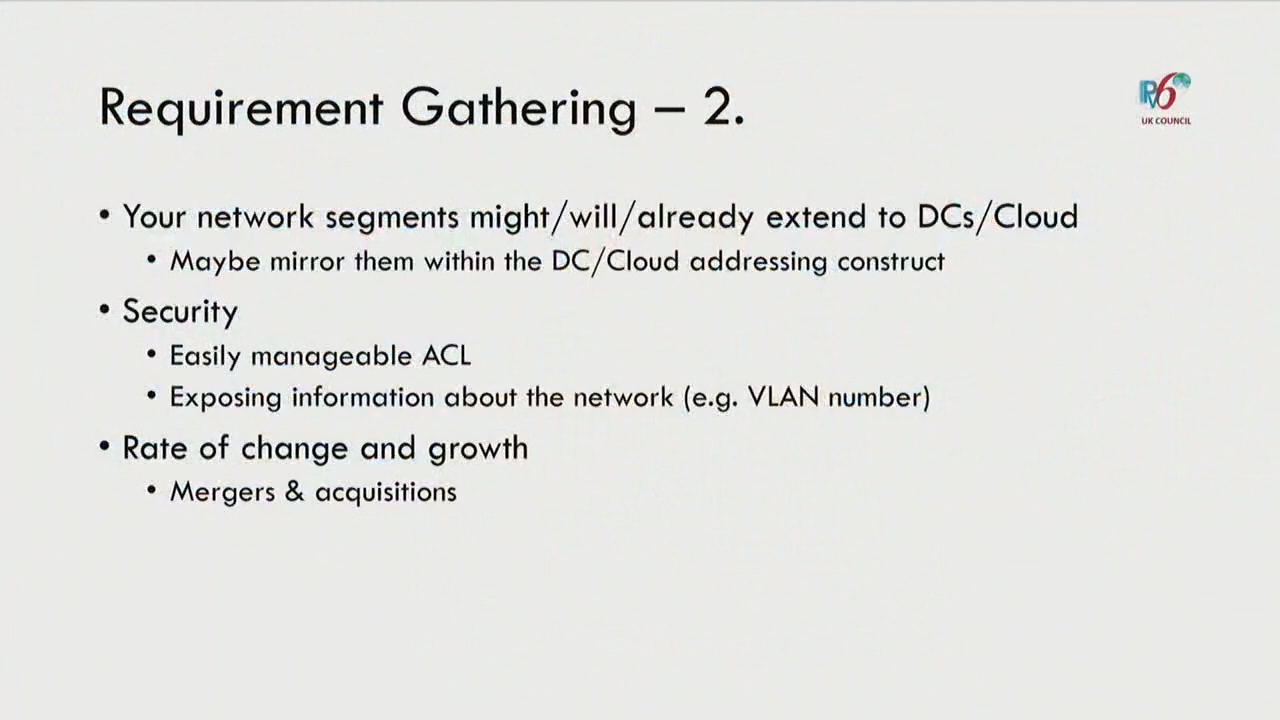 Requirement Gathering – 2.
IPv6
UK COUNCIL
• Your network segments might/will/already extend to DCs/Cloud
• Maybe mirror them within the DC/Cloud addressing construct
• Security
• Easily manageable ACL
• Exposing information about the network (e.g. VLAN number)
• Rate of change and growth
• Mergers & acquisitions